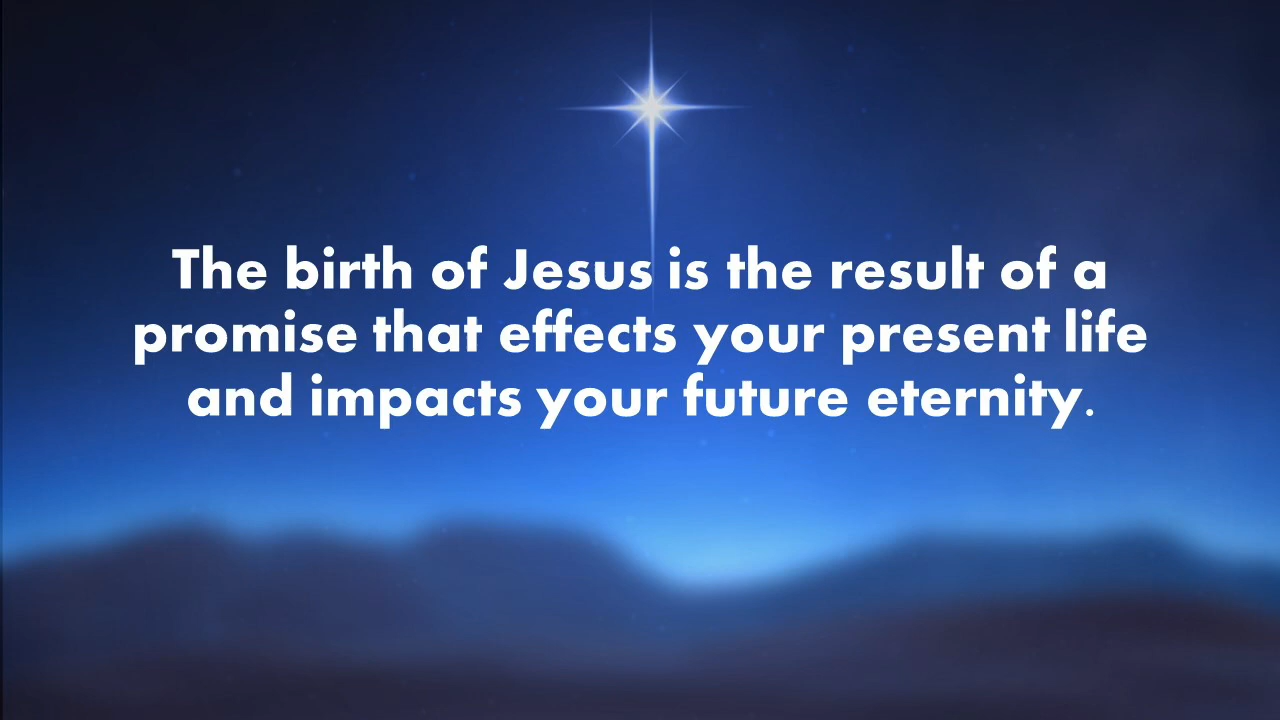 The birth of Jesus is the result of a
promise that effects your present life
and impacts your future eternity.